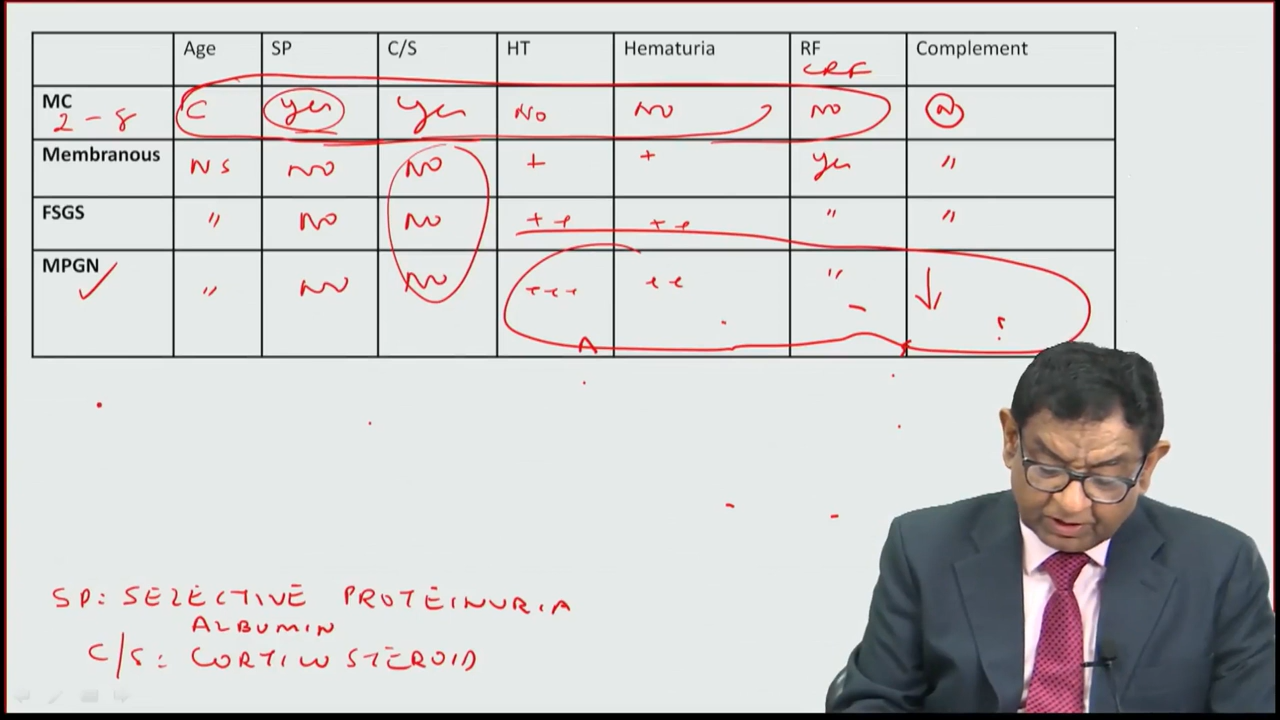 Age SP C/S HT Hematuria RF Complement
CRF
MC C Yes Yes No NO NO N
2-8
Membranous NS NO NO + + Yes "
FSGS " NO NO ++ ++ " "
MPGN " NO NO +++ ++ " ↓
SP: SELECTIVE PROTEINURIA
ALBUMIN
C/S: CORTICOSTEROID